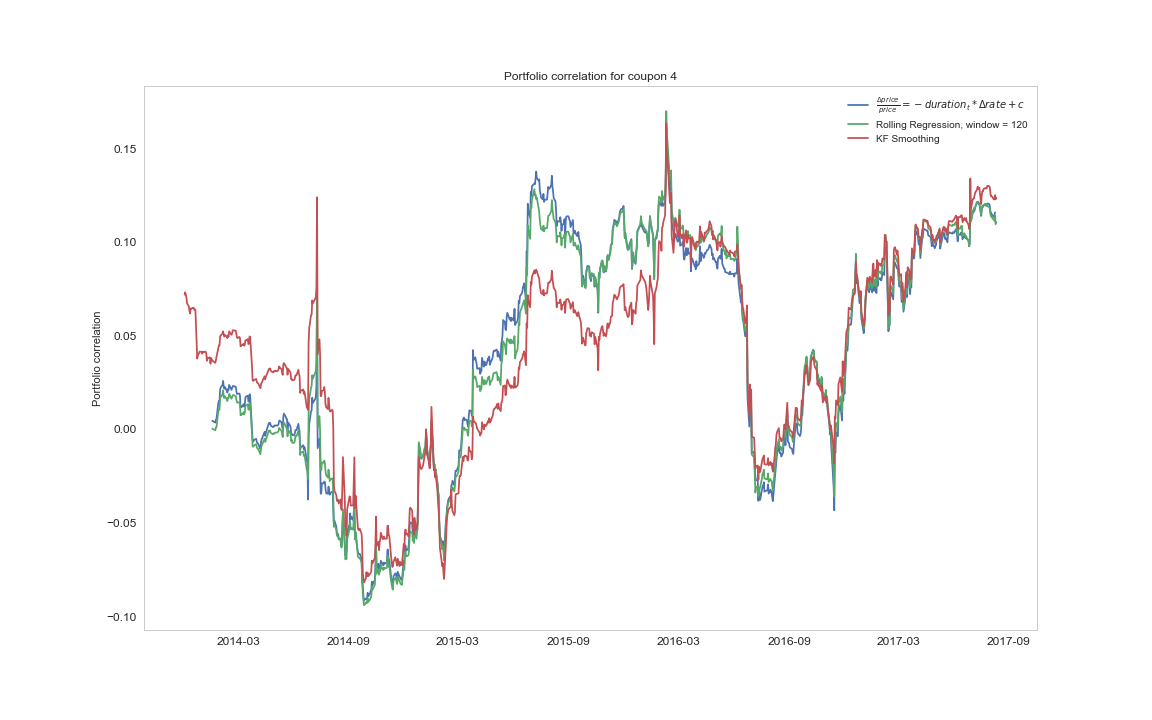 Portfolio correlation for coupon 4
Δprice/price = −duration_t * Δrate + c
Rolling Regression, window = 120
KF Smoothing
Portfolio correlation
0.15
0.10
0.05
0.00
−0.05
−0.10
2014-03 2014-09 2015-03 2015-09 2016-03 2016-09 2017-03 2017-09